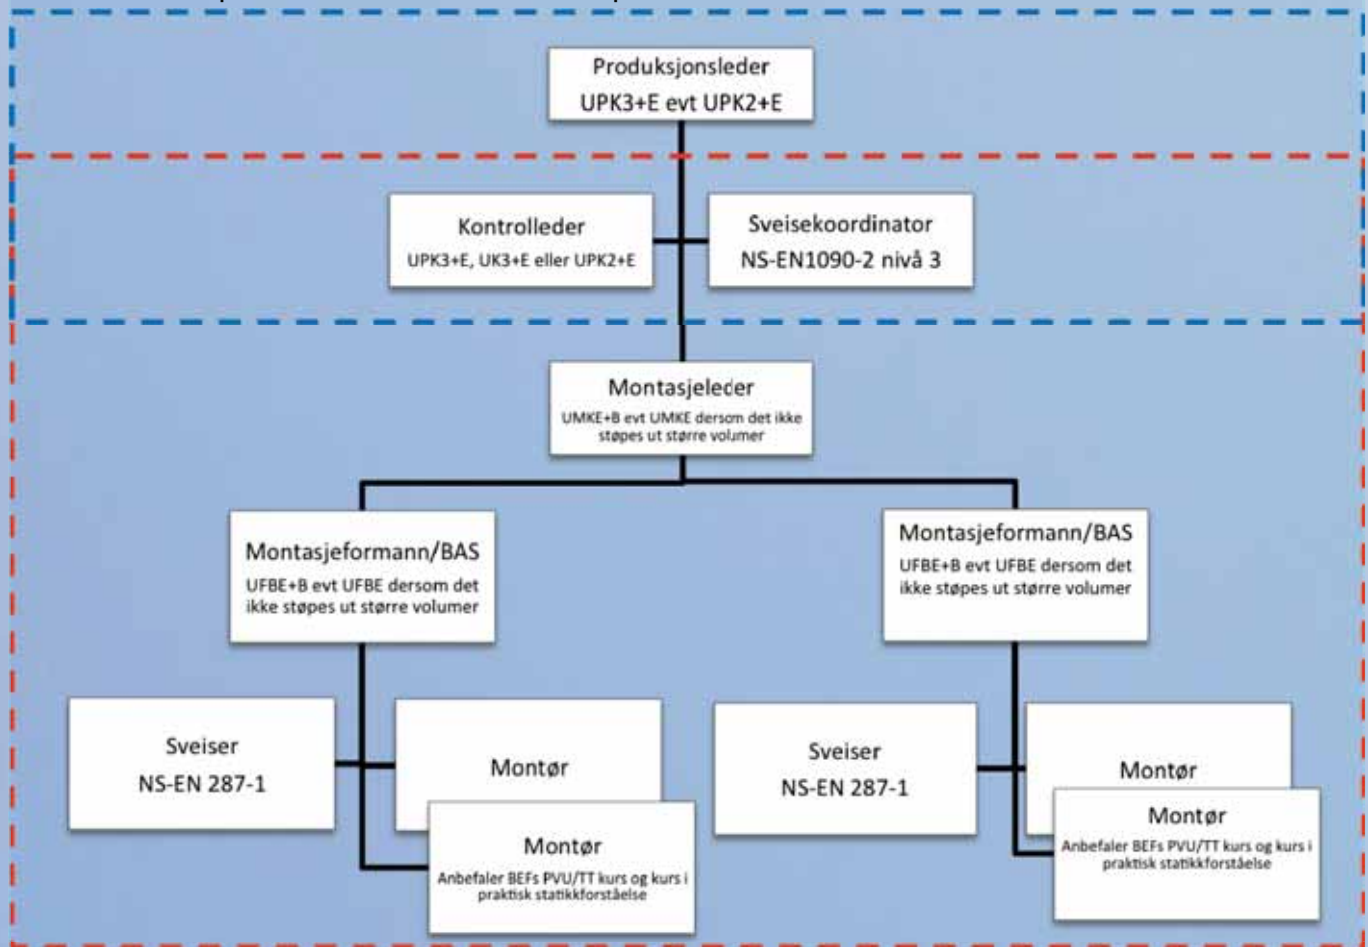 Produksjonsleder
UPK3+E evt UPK2+E
Kontrolleder
UPK3+E, UK3+E eller UPK2+E
Sveisekoordinator
NS-EN1090-2 nivå 3
Montasjeleder
UMKE+B evt UMKE dersom det ikke
støpes ut større volumer
Montasjeformann/BAS
UFBE+B evt UFBE dersom det
ikke støpes ut større volumer
Montasjeformann/BAS
UFBE+B evt UFBE dersom det
ikke støpes ut større volumer
Sveiser
NS-EN 287-1
Montør
Montør
Anbefaler BEFs PVU/TT kurs og kurs i
praktisk statikkforståelse
Sveiser
NS-EN 287-1
Montør
Montør
Anbefaler BEFs PVU/TT kurs og kurs i
praktisk statikkforståelse